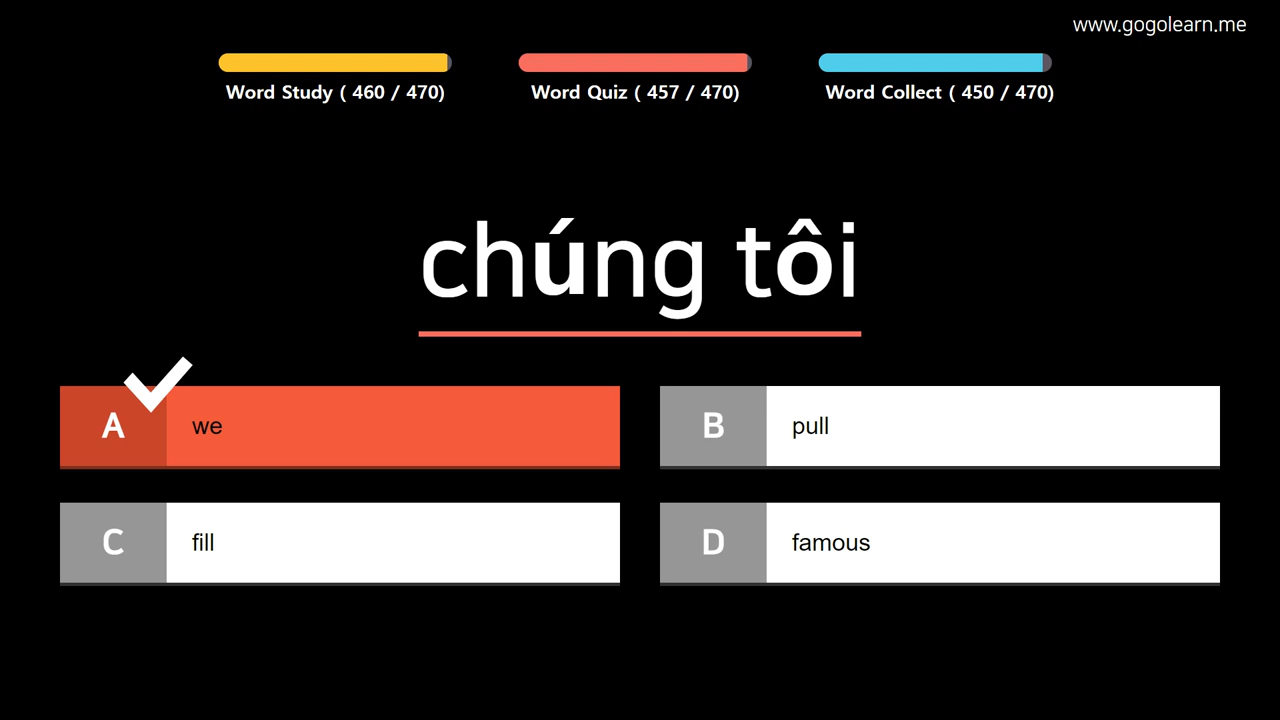 www.gogolearn.me
Word Study ( 460 / 470)
Word Quiz ( 457 / 470)
Word Collect ( 450 / 470)
chúng tôi
A
we
B
pull
C
fill
D
famous